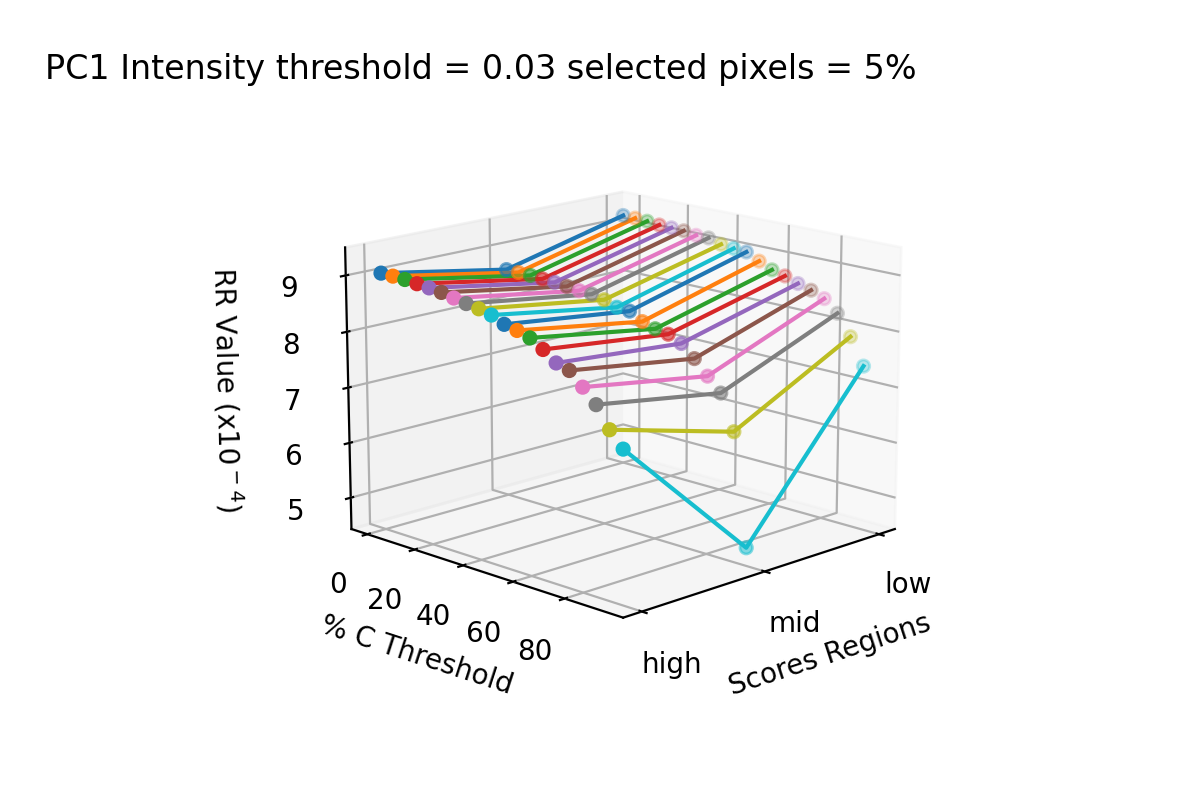 PC1 Intensity threshold = 0.03 selected pixels = 5%
RR Value (x10⁻⁴)
9
8
7
6
5
0
20
40
60
80
% C Threshold
high
mid
low
Scores Regions